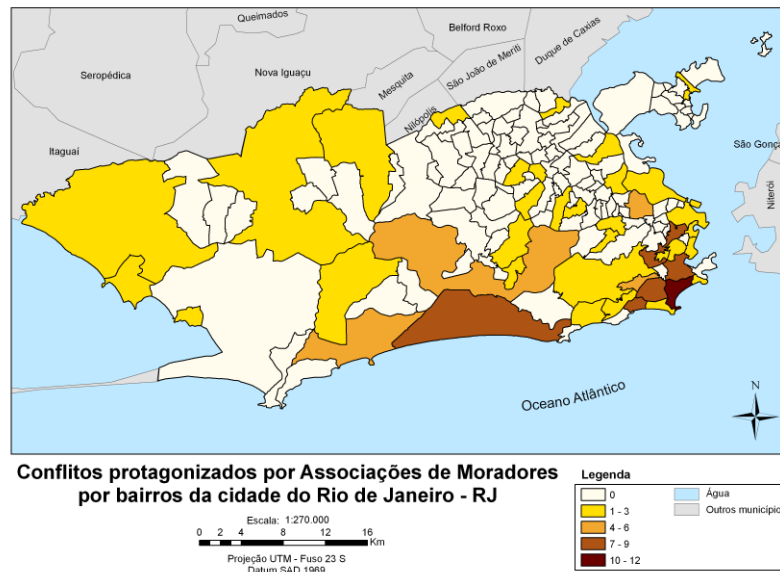 Queimados
Belford Roxo
Duque de Caxias
São João de Meriti
Seropédica
Nova Iguaçu
Mesquita
Nilópolis
Itaguaí
São Gonça
Niterói
Oceano Atlântico
N
Conflitos protagonizados por Associações de Moradores
por bairros da cidade do Rio de Janeiro - RJ
Escala: 1:270.000
0 2 4 8 12 16
Km
Projeção UTM - Fuso 23 S
Datum SAD 1969
Legenda
0
1 - 3
4 - 6
7 - 9
10 - 12
Água
Outros município